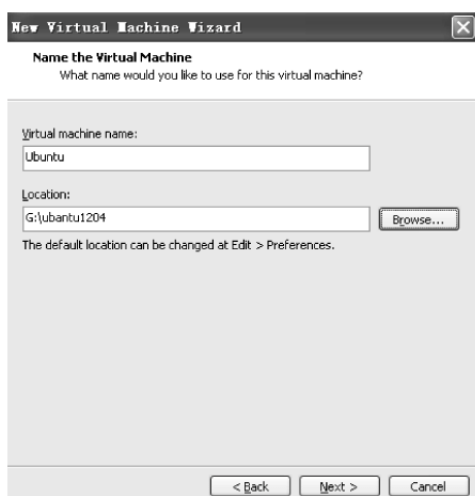 New Virtual Machine Wizard
Name the Virtual Machine
What name would you like to use for this virtual machine?
Virtual machine name:
Ubuntu
Location:
G:\ubantu1204
Browse...
The default location can be changed at Edit > Preferences.
< Back
Next >
Cancel